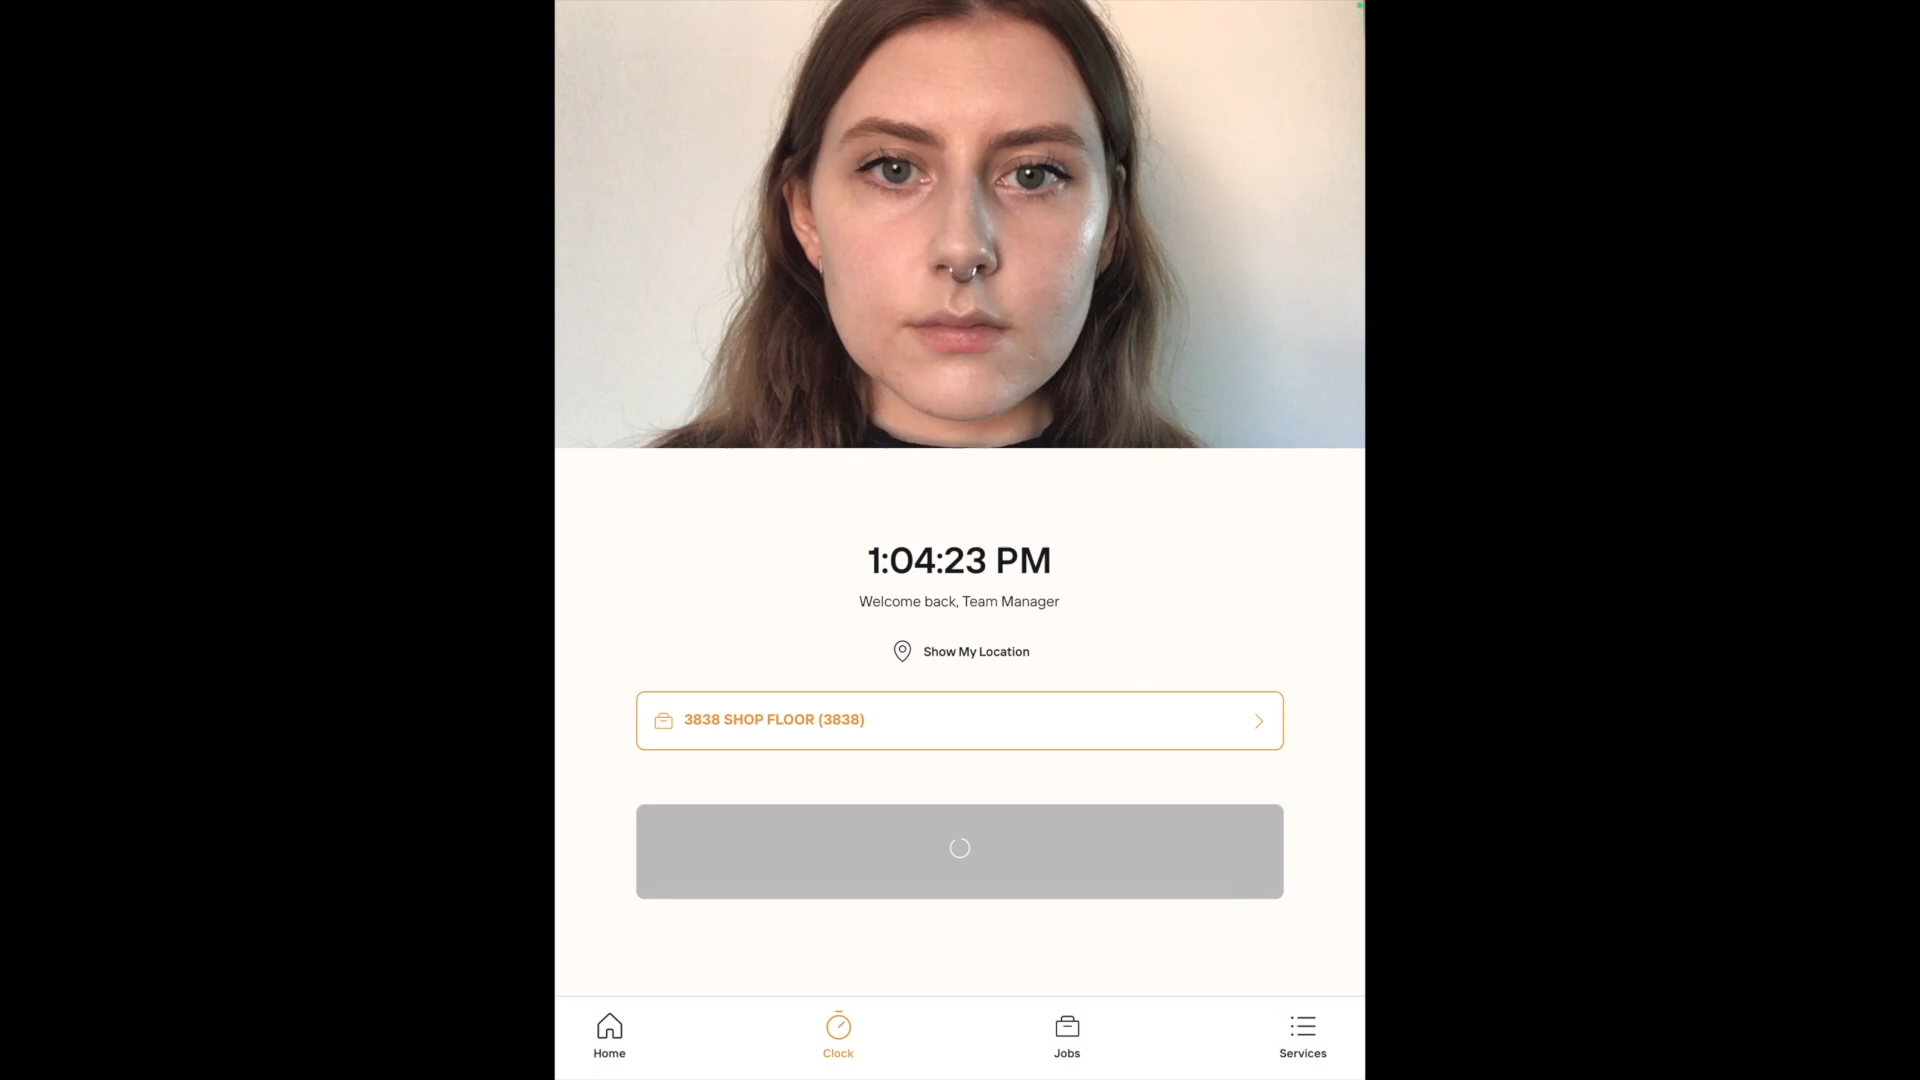 1:04:23 PM
Welcome back, Team Manager
Show My Location
3838 SHOP FLOOR (3838)
Home
Clock
Jobs
Services